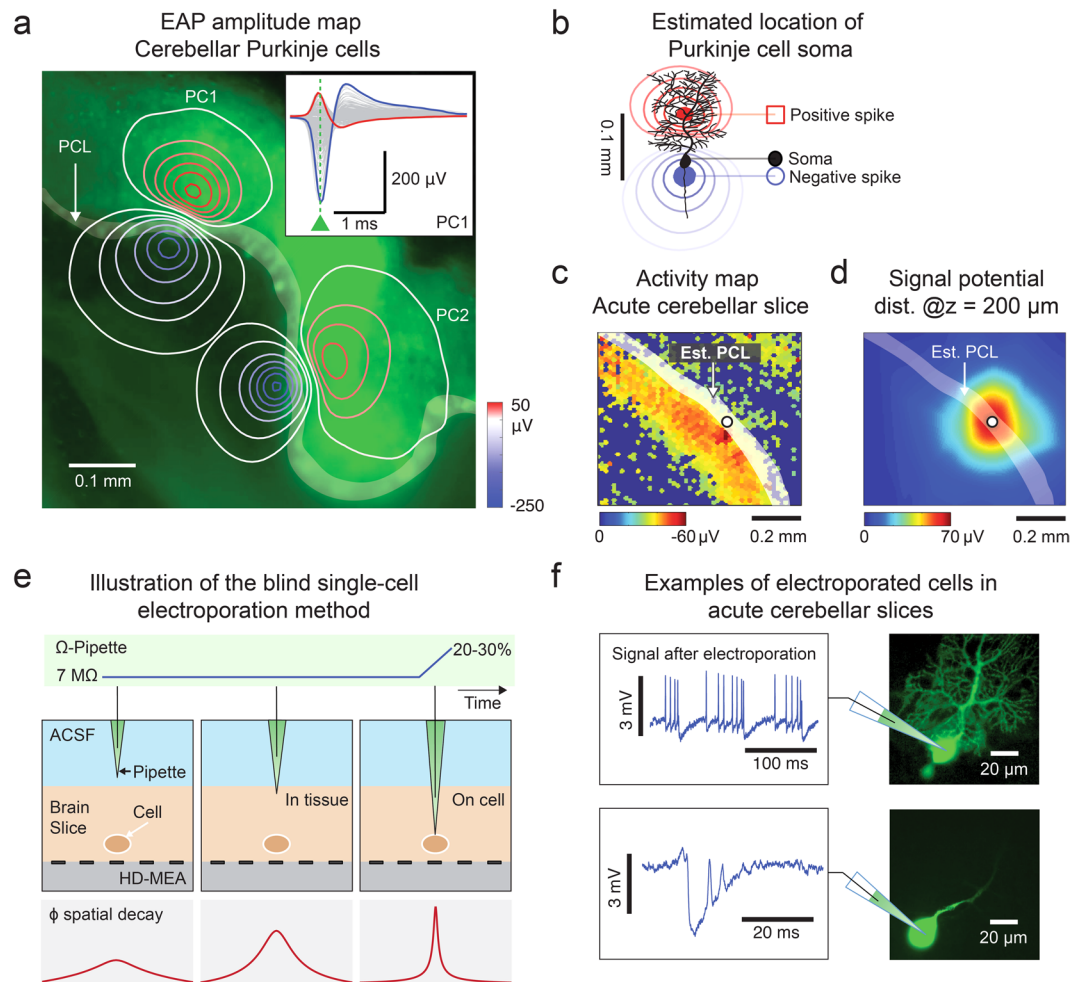 a
EAP amplitude map
Cerebellar Purkinje cells
PC1
PCL
200 µV
1 ms
PC1
PC2
50
µV
-250
0.1 mm
b
Estimated location of
Purkinje cell soma
0.1 mm
Positive spike
Soma
Negative spike
c
Activity map
Acute cerebellar slice
Est. PCL
0
-60 µV
0.2 mm
d
Signal potential
dist. @z = 200 µm
Est. PCL
0
70 µV
0.2 mm
e
Illustration of the blind single-cell
electroporation method
Ω-Pipette
20-30%
7 MΩ
Time
ACSF
Pipette
In tissue
On cell
Brain
Slice
Cell
HD-MEA
ϕ spatial decay
f
Examples of electroporated cells in
acute cerebellar slices
Signal after electroporation
3 mV
100 ms
20 µm
3 mV
20 ms
20 µm